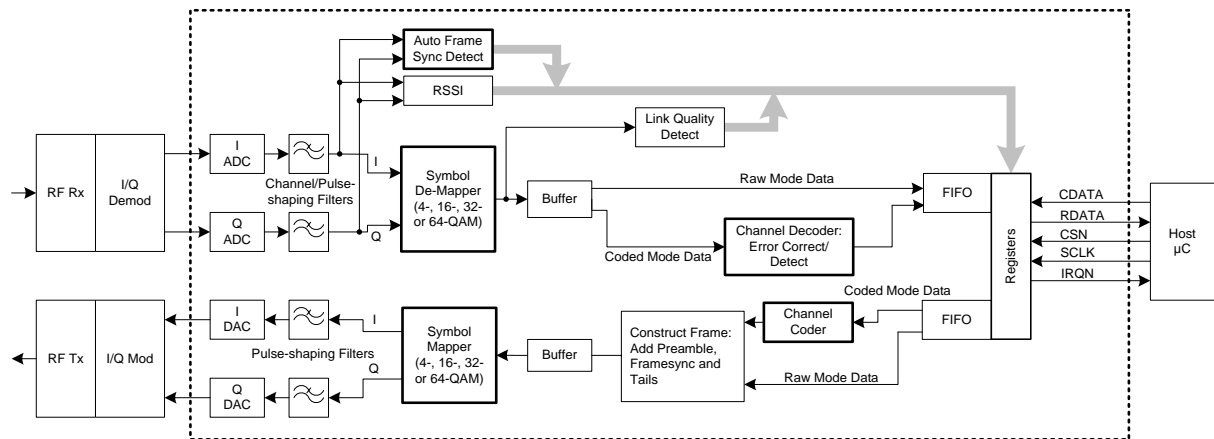 Auto Frame
Sync Detect
RSSI
Link Quality
Detect
RF Rx
I/Q
Demod
I
ADC
Q
ADC
Channel/Pulse-
shaping Filters
I
Q
Symbol
De-Mapper
(4-, 16-, 32-
or 64-QAM)
Buffer
Raw Mode Data
Coded Mode Data
Channel Decoder:
Error Correct/
Detect
FIFO
Registers
CDATA
RDATA
CSN
SCLK
IRQN
Host
µC
RF Tx
I/Q Mod
I
DAC
Q
DAC
Pulse-shaping Filters
I
Q
Symbol
Mapper
(4-, 16-, 32-
or 64-QAM)
Buffer
Construct Frame:
Add Preamble,
Framesync and
Tails
Channel
Coder
Coded Mode Data
Raw Mode Data
FIFO